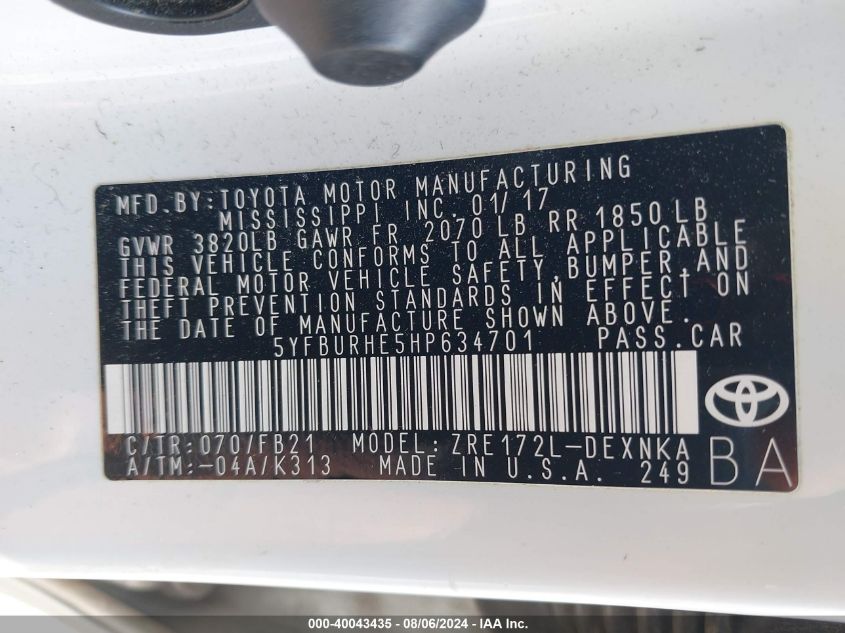 MFD. BY: TOYOTA MOTOR MANUFACTURING
MISSISSIPPI INC. 01/17
GVWR 3820LB GAWR FR 2070 LB RR 1850 LB
THIS VEHICLE CONFORMS TO ALL APPLICABLE
FEDERAL MOTOR VEHICLE SAFETY, BUMPER, AND
THEFT PREVENTION STANDARDS IN EFFECT ON
THE DATE OF MANUFACTURE SHOWN ABOVE.
5YFBURHE5HP634701 PASS. CAR
C/TR: 070/FB21 MODEL: ZRE172L-DEXNKA
A/TM: -04A/K313 MADE IN U.S.A. 249 BA
000-40043435 - 08/06/2024 - IAA Inc.